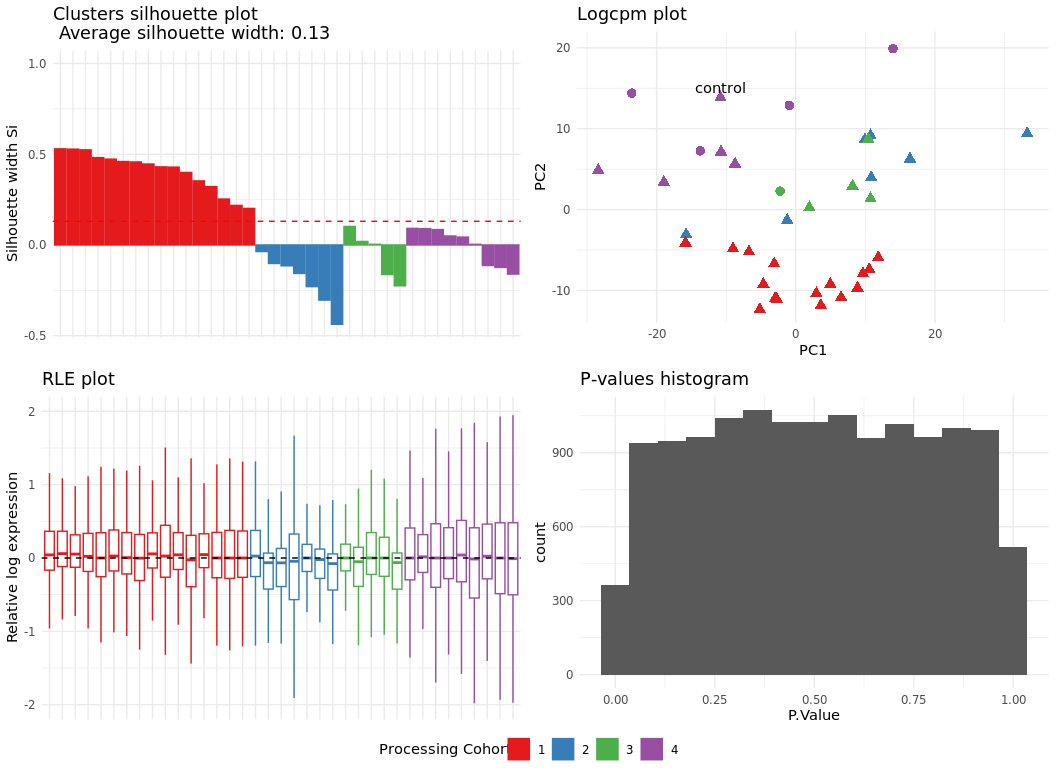 Clusters silhouette plot
Average silhouette width: 0.13
Silhouette width Si
1.0
0.5
0.0
-0.5
Logcpm plot
PC2
20
10
0
-10
control
-20
0
20
PC1
RLE plot
Relative log expression
2
1
0
-1
-2
P-values histogram
count
900
600
300
0
0.00
0.25
0.50
0.75
1.00
P.Value
Processing Cohort
1
2
3
4